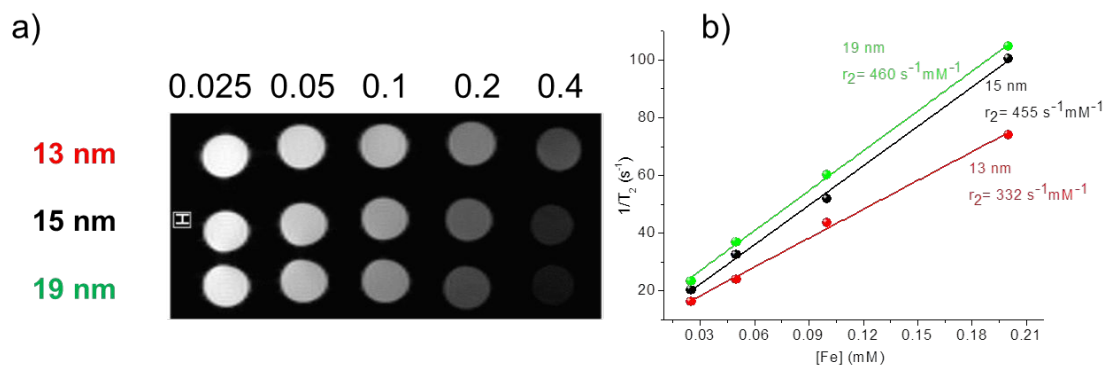 a)
0.025 0.05 0.1 0.2 0.4
13 nm
15 nm
19 nm
H
b)
1/T₂ (s⁻¹)
100
80
60
40
20
0.03 0.06 0.09 0.12 0.15 0.18 0.21
[Fe] (mM)
19 nm
r₂= 460 s⁻¹mM⁻¹
15 nm
r₂= 455 s⁻¹mM⁻¹
13 nm
r₂= 332 s⁻¹mM⁻¹